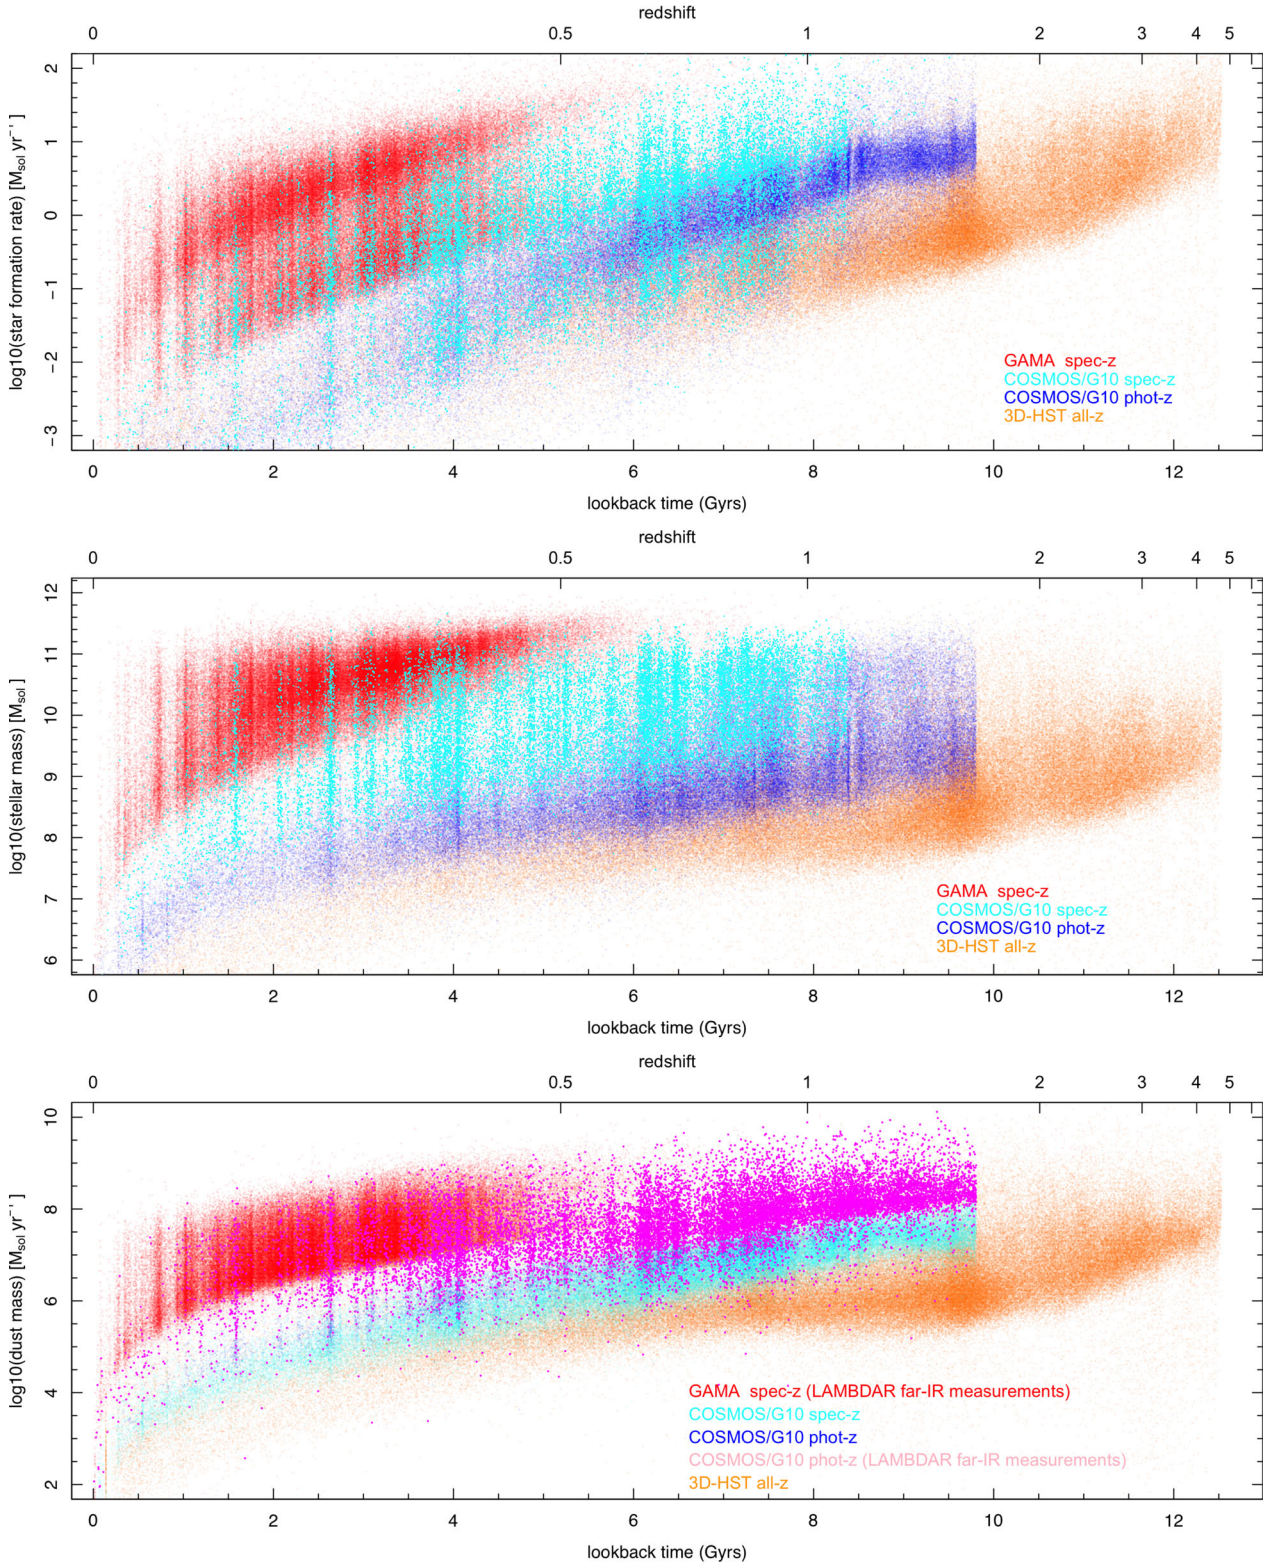 redshift
0 0.5 1 2 3 4 5
log10(star formation rate) [Msol yr⁻¹ ]
2
1
0
−1
−2
−3
GAMA spec-z
COSMOS/G10 spec-z
COSMOS/G10 phot-z
3D-HST all-z
0 2 4 6 8 10 12
lookback time (Gyrs)
redshift
0 0.5 1 2 3 4 5
log10(stellar mass) [Msol]
12
11
10
9
8
7
6
GAMA spec-z
COSMOS/G10 spec-z
COSMOS/G10 phot-z
3D-HST all-z
0 2 4 6 8 10 12
lookback time (Gyrs)
redshift
0 0.5 1 2 3 4 5
log10(dust mass) [Msol yr⁻¹ ]
10
9
8
7
6
5
4
3
2
GAMA spec-z (LAMBDAR far-IR measurements)
COSMOS/G10 spec-z
COSMOS/G10 phot-z
COSMOS/G10 phot-z (LAMBDAR far-IR measurements)
3D-HST all-z
0 2 4 6 8 10 12
lookback time (Gyrs)